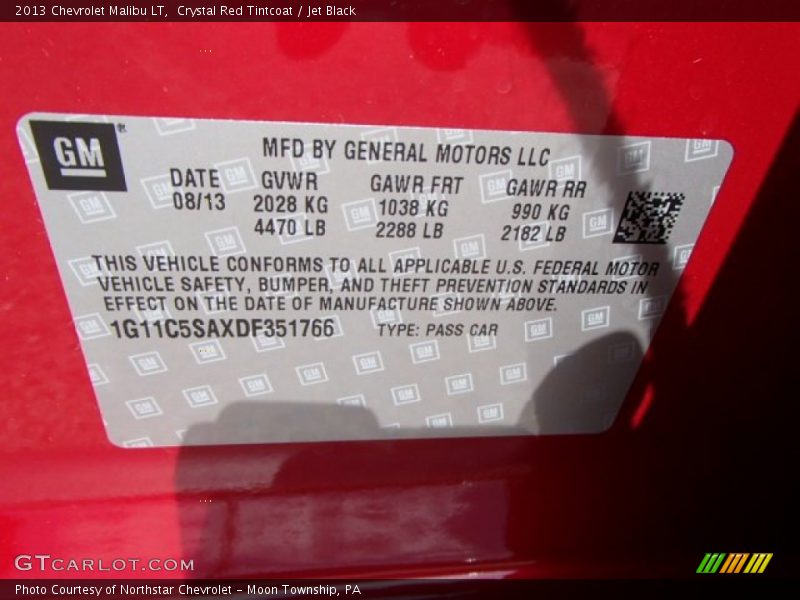 2013 Chevrolet Malibu LT, Crystal Red Tintcoat / Jet Black
GM®
MFD BY GENERAL MOTORS LLC
DATE GVWR GAWR FRT GAWR RR
08/13 2028 KG 1038 KG 990 KG
4470 LB 2288 LB 2182 LB
THIS VEHICLE CONFORMS TO ALL APPLICABLE U.S. FEDERAL MOTOR
VEHICLE SAFETY, BUMPER, AND THEFT PREVENTION STANDARDS IN
EFFECT ON THE DATE OF MANUFACTURE SHOWN ABOVE.
1G11C5SAXDF351766 TYPE: PASS CAR
GTCARLOT.COM
Photo Courtesy of Northstar Chevrolet - Moon Township, PA